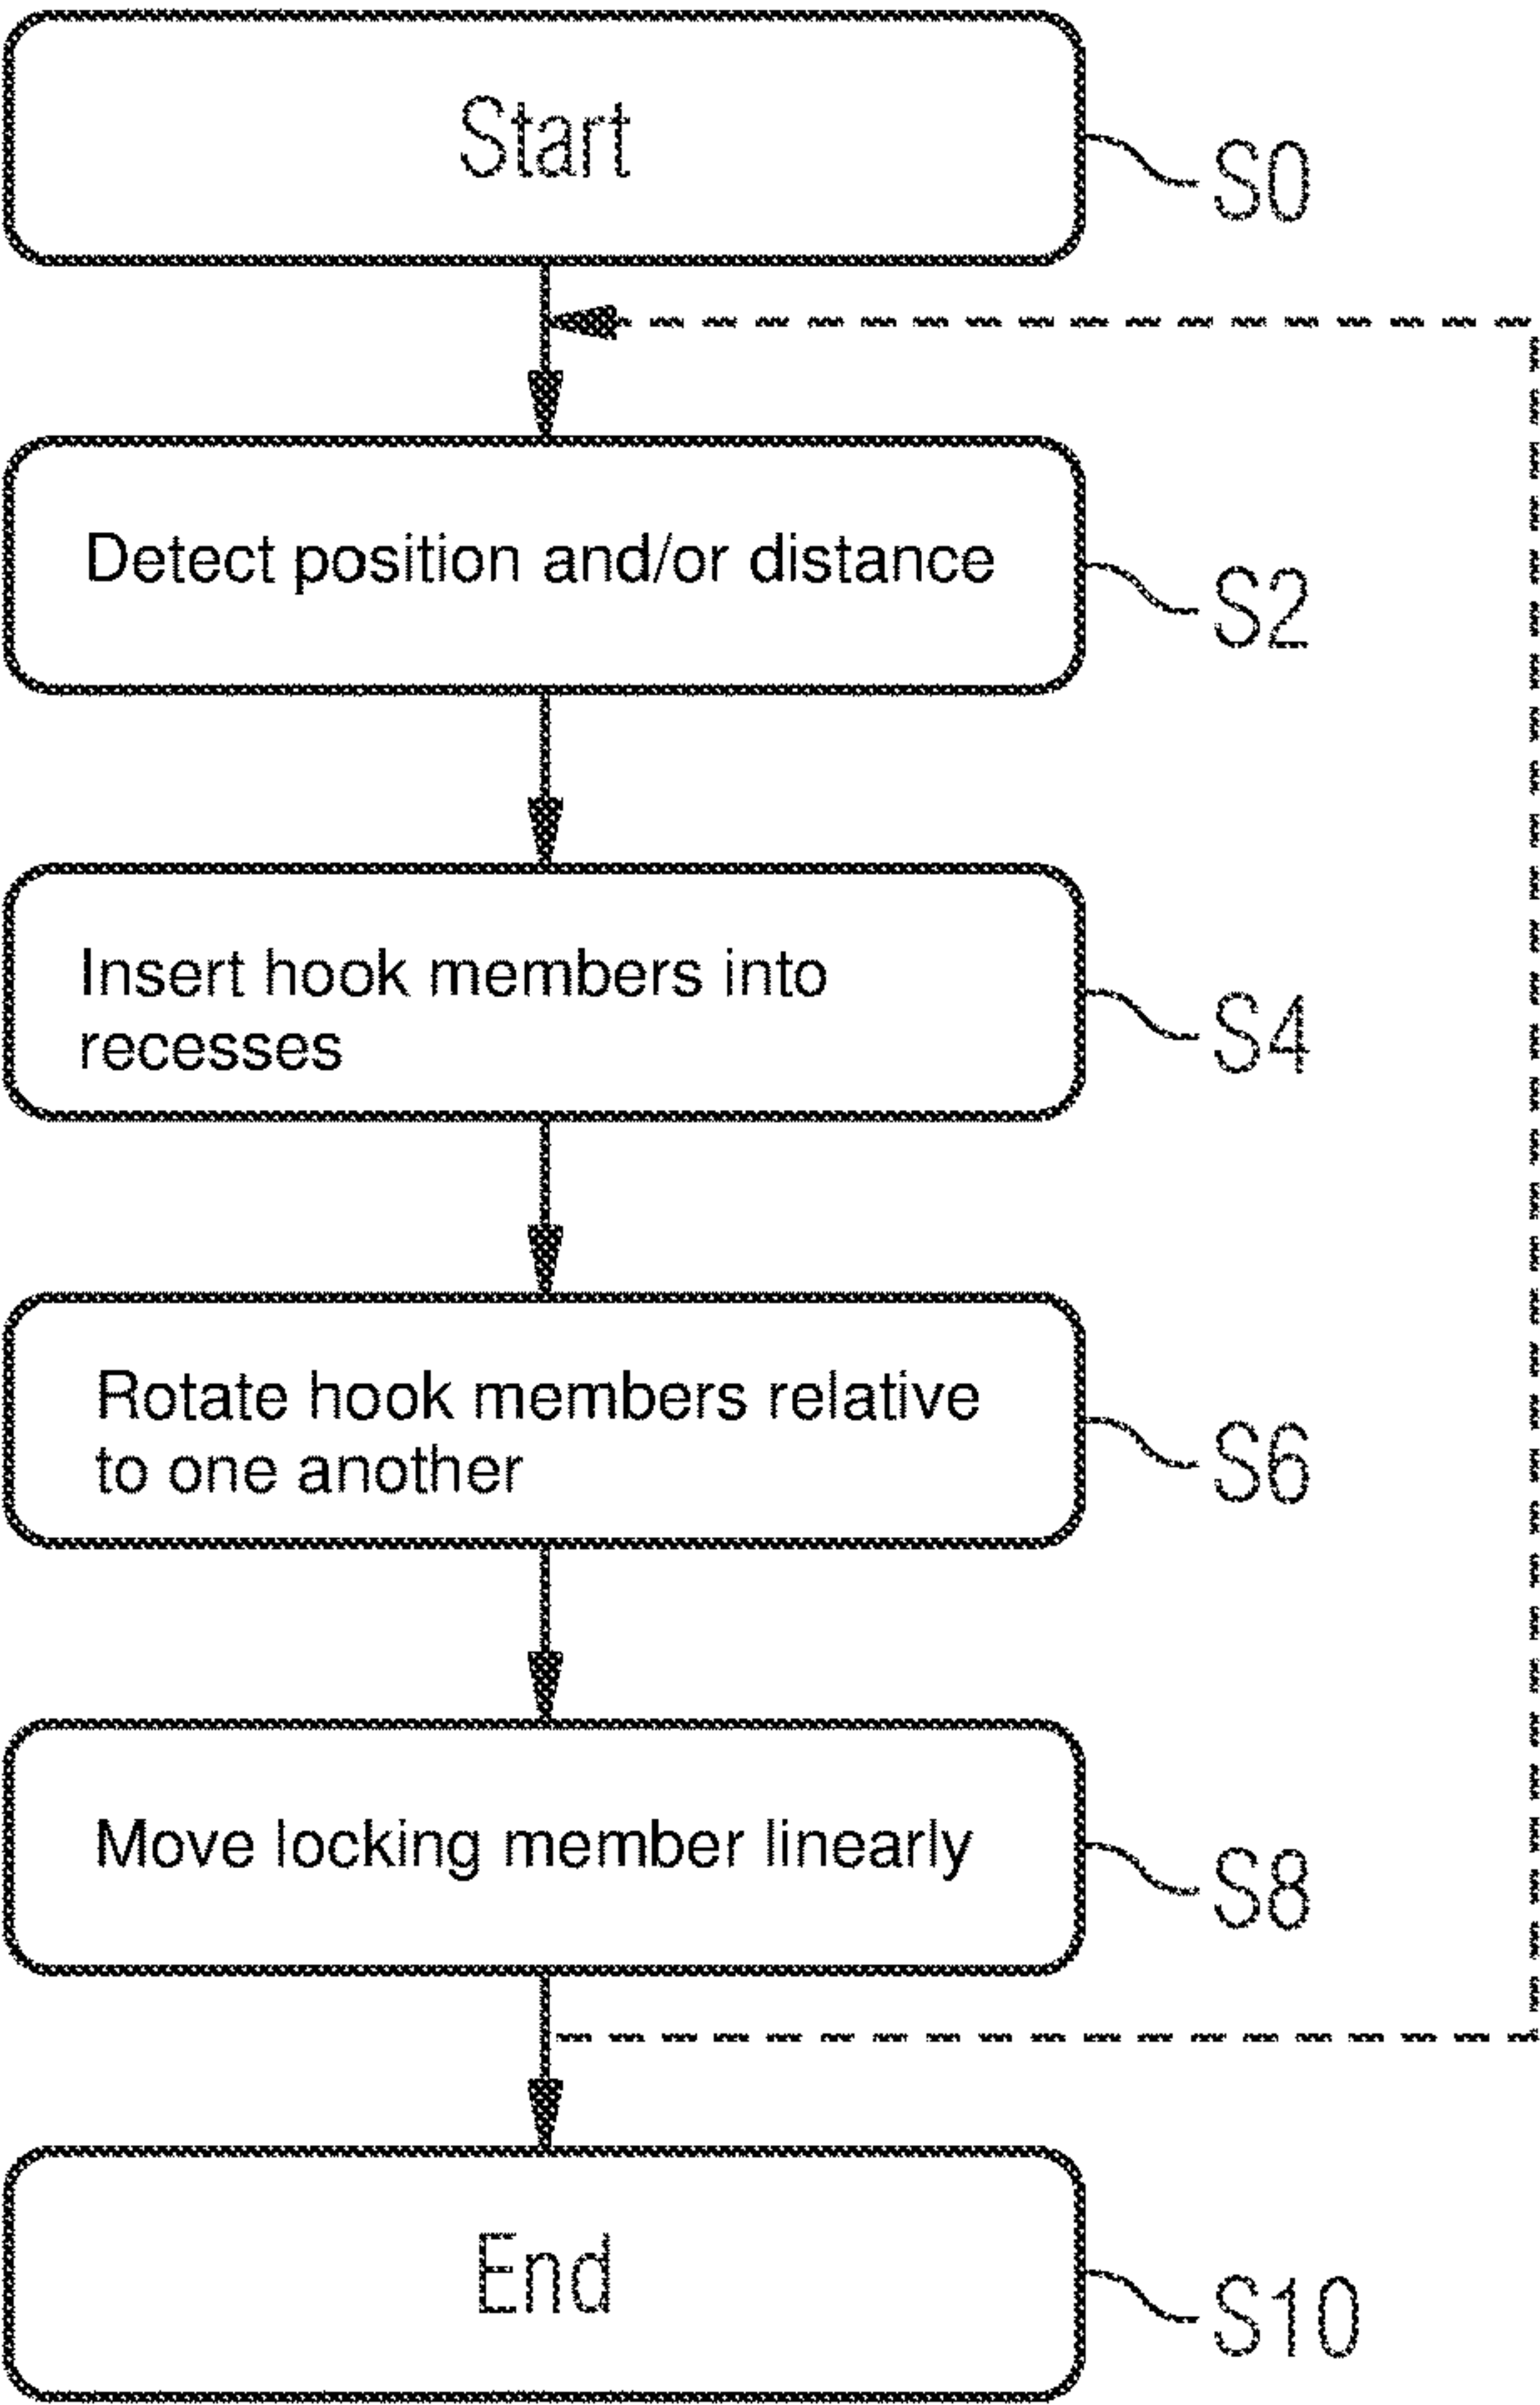 Start
S0
Detect position and/or distance
S2
Insert hook members into
recesses
S4
Rotate hook members relative
to one another
S6
Move locking member linearly
S8
End
S10